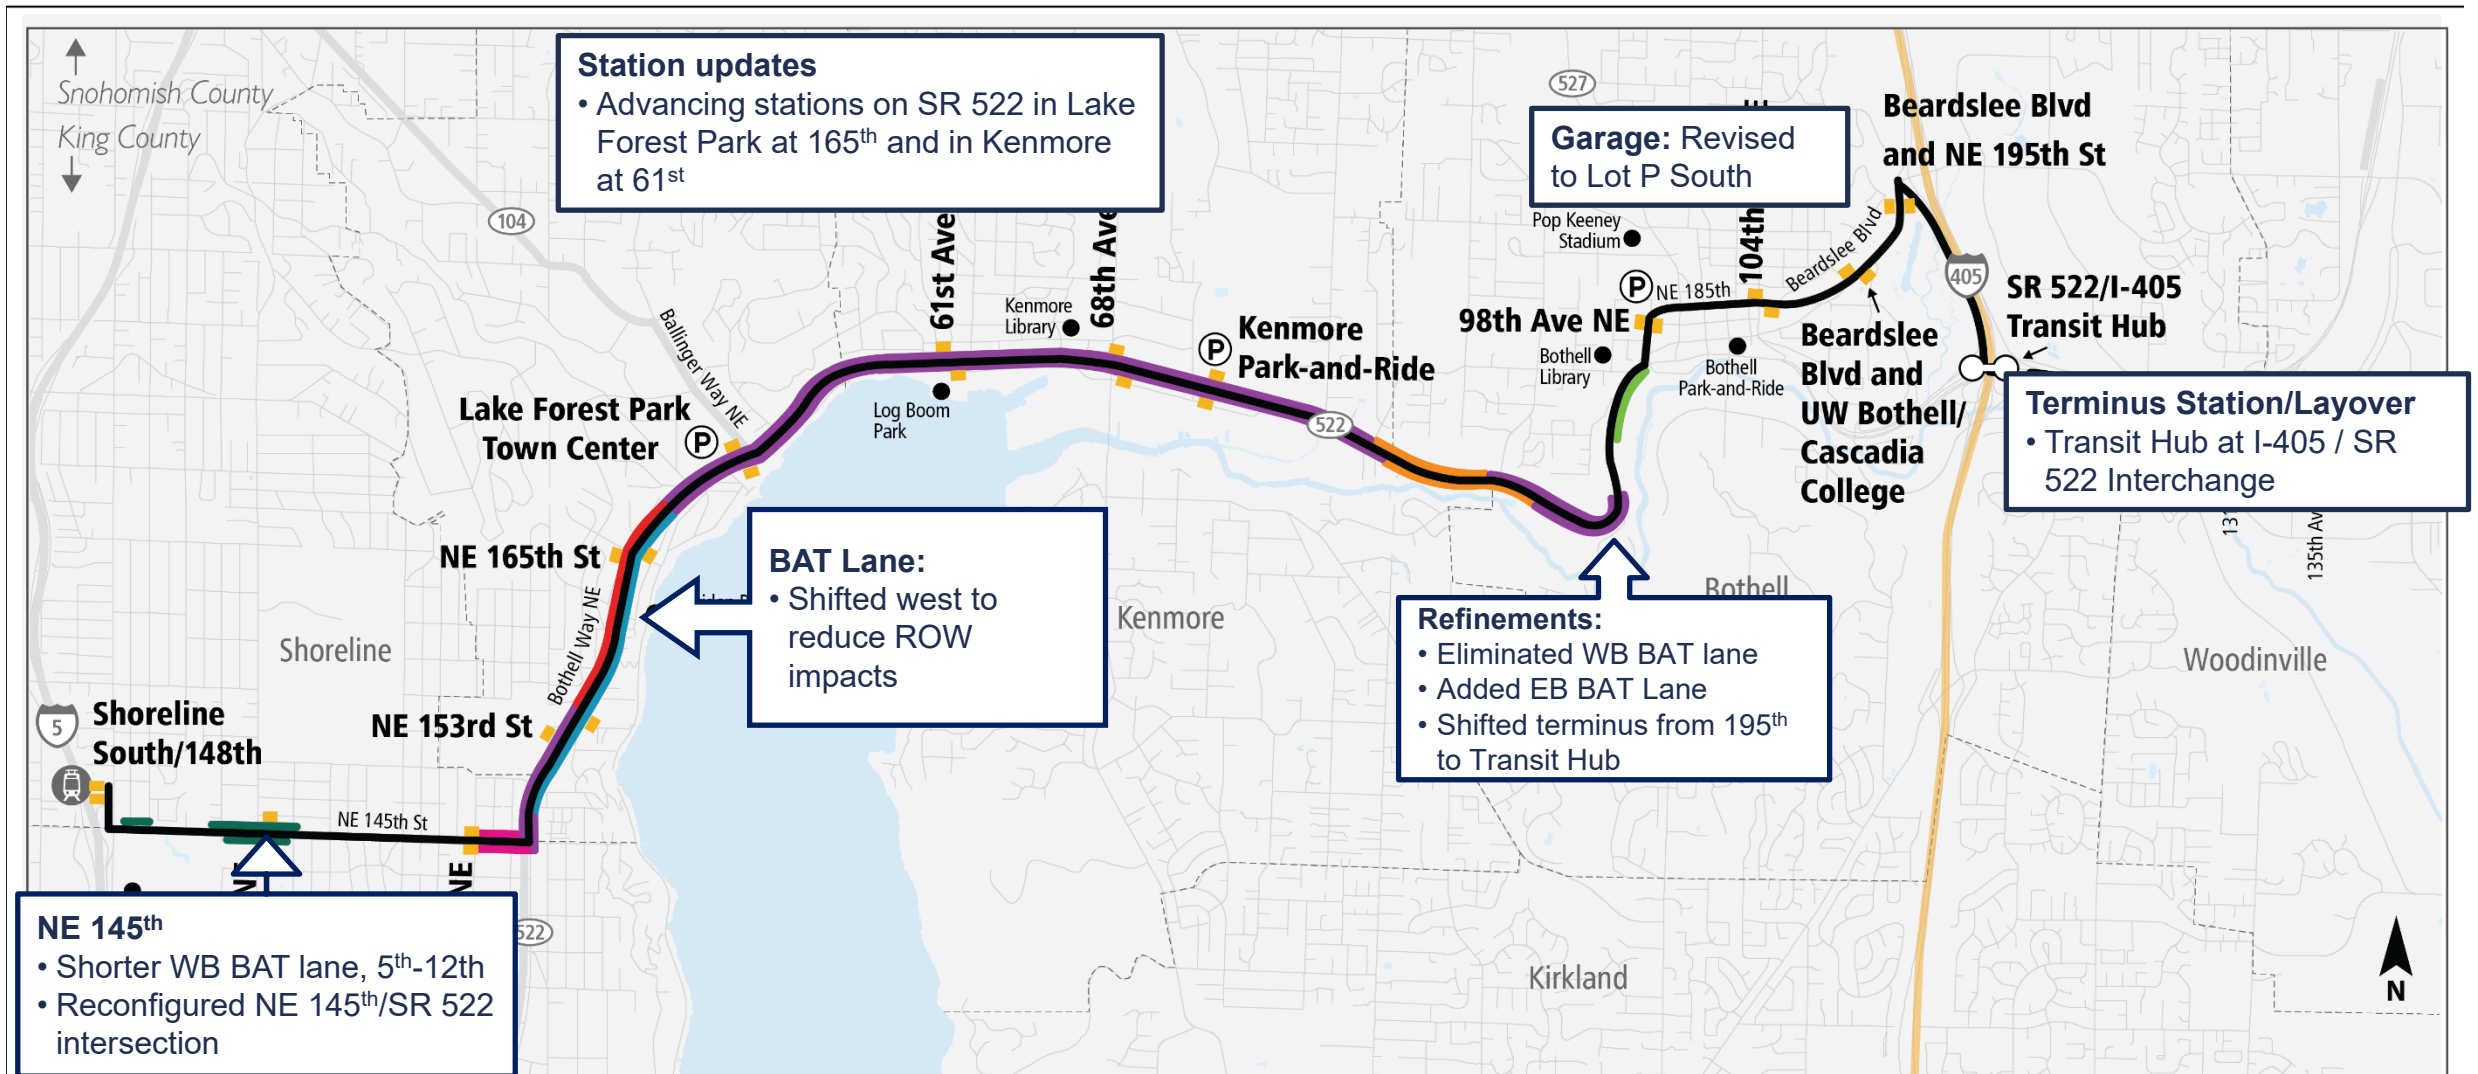 Snohomish County
King County
Station updates
• Advancing stations on SR 522 in Lake
Forest Park at 165th and in Kenmore
at 61st
104
527
Garage: Revised
to Lot P South
Beardslee Blvd
and NE 195th St
Pop Keeney
Stadium
61st Ave
68th Ave
104th
Beardslee Blvd
405
SR 522/I-405
Transit Hub
P
NE 185th
98th Ave NE
Kenmore
Library
P
Kenmore
Park-and-Ride
Bothell
Library
Bothell
Park-and-Ride
Beardslee
Blvd and
UW Bothell/
Cascadia
College
Ballinger Way NE
Log Boom
Park
522
Lake Forest Park
Town Center
P
Terminus Station/Layover
• Transit Hub at I-405 / SR
522 Interchange
135th Av
NE 165th St
BAT Lane:
• Shifted west to
reduce ROW
impacts
Bothell Way NE
Kenmore
Bothell
Refinements:
• Eliminated WB BAT lane
• Added EB BAT Lane
• Shifted terminus from 195th
to Transit Hub
Shoreline
Woodinville
5
Shoreline
South/148th
NE 153rd St
NE 145th St
NE
522
NE 145th
• Shorter WB BAT lane, 5th-12th
• Reconfigured NE 145th/SR 522
intersection
Kirkland
N